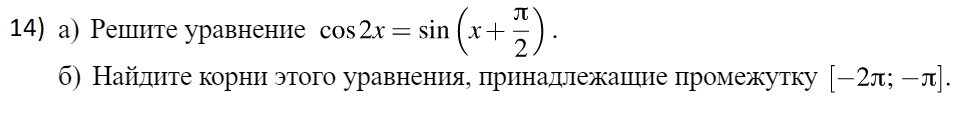 14) а) Решите уравнение cos 2x = sin (x + π/2).
б) Найдите корни этого уравнения, принадлежащие промежутку [−2π; −π].